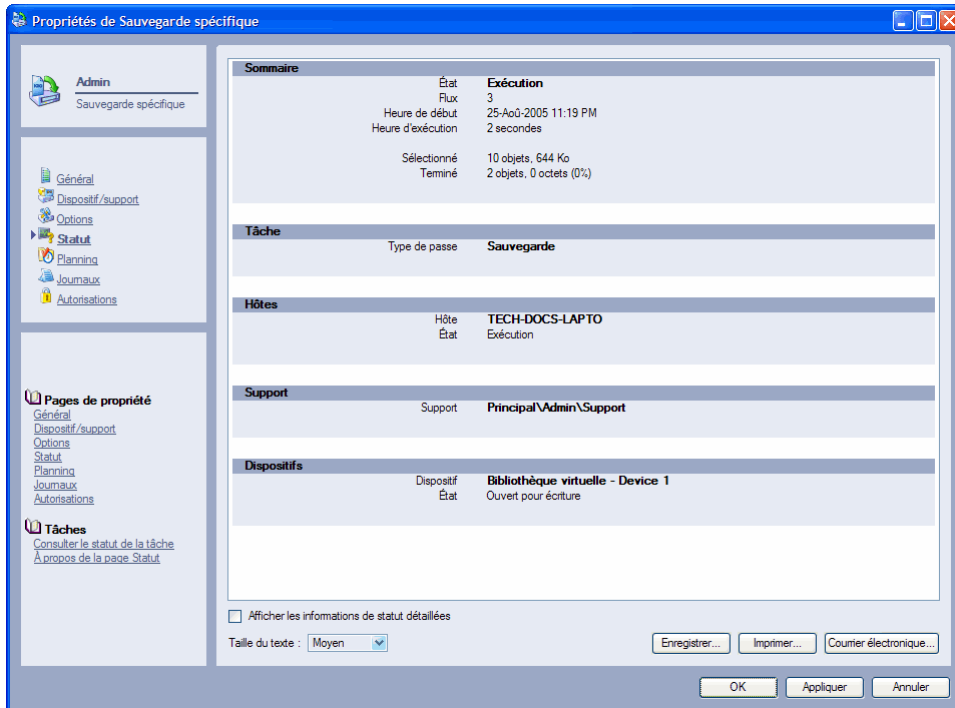 Propriétés de Sauvegarde spécifique
Admin
Sauvegarde spécifique
Général
Dispositif/support
Options
Statut
Planning
Journaux
Autorisations
Pages de propriété
Général
Dispositif/support
Options
Statut
Planning
Journaux
Autorisations
Tâches
Consulter le statut de la tâche
À propos de la page Statut
Sommaire
État Exécution
Flux 3
Heure de début 25-Aoû-2005 11:19 PM
Heure d'exécution 2 secondes
Sélectionné 10 objets, 644 Ko
Terminé 2 objets, 0 octets (0%)
Tâche
Type de passe Sauvegarde
Hôtes
Hôte TECH-DOCS-LAPTO
État Exécution
Support
Support Principal\Admin\Support
Dispositifs
Dispositif Bibliothèque virtuelle - Device 1
État Ouvert pour écriture
Afficher les informations de statut détaillées
Taille du texte : Moyen
Enregistrer... Imprimer... Courrier électronique...
OK Appliquer Annuler